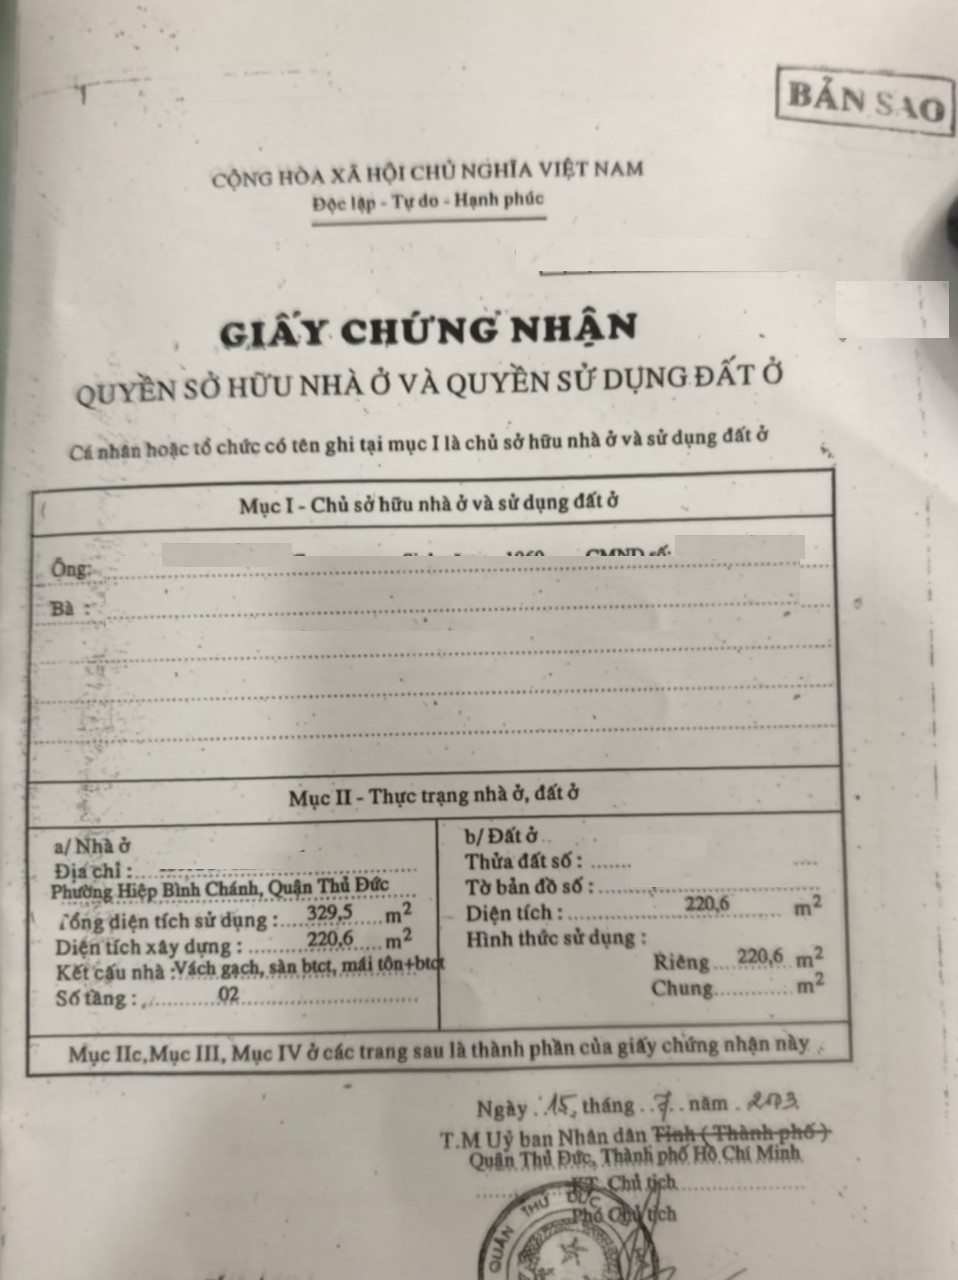 BẢN SAO
CỘNG HÒA XÃ HỘI CHỦ NGHĨA VIỆT NAM
Độc lập - Tự do - Hạnh phúc
GIẤY CHỨNG NHẬN
QUYỀN SỞ HỮU NHÀ Ở VÀ QUYỀN SỬ DỤNG ĐẤT Ở
Cá nhân hoặc tổ chức có tên ghi tại mục I là chủ sở hữu nhà ở và sử dụng đất ở
Mục I - Chủ sở hữu nhà ở và sử dụng đất ở
Ông: CMND số:
Bà :
Mục II - Thực trạng nhà ở, đất ở
a/ Nhà ở
Địa chỉ :
Phường Hiệp Bình Chánh, Quận Thủ Đức
Tổng diện tích sử dụng : 329,5 m2
Diện tích xây dựng : 220,6 m2
Kết cấu nhà : Vách gạch, sàn btct, mái tôn+btct
Số tầng : 02
b/ Đất ở
Thửa đất số :
Tờ bản đồ số :
Diện tích : 220,6 m2
Hình thức sử dụng :
Riêng 220,6 m2
Chung m2
Mục IIc, Mục III, Mục IV ở các trang sau là thành phần của giấy chứng nhận này
Ngày 15 tháng 7 năm
T.M Uỷ ban Nhân dân Tỉnh ( Thành phố )
Quận Thủ Đức, Thành phố Hồ Chí Minh
KT. Chủ tịch
Phó Chủ tịch
QUẬN THỦ ĐỨC